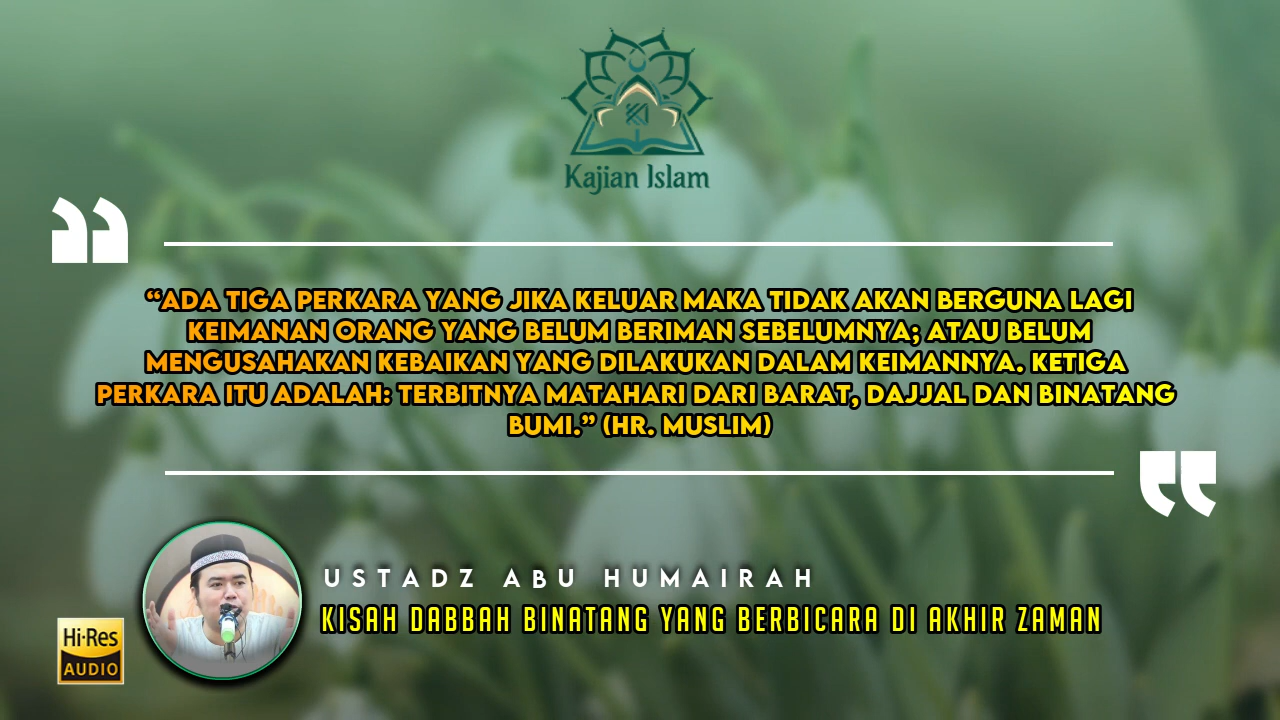 Kajian Islam
“ADA TIGA PERKARA YANG JIKA KELUAR MAKA TIDAK AKAN BERGUNA LAGI
KEIMANAN ORANG YANG BELUM BERIMAN SEBELUMNYA; ATAU BELUM
MENGUSAHAKAN KEBAIKAN YANG DILAKUKAN DALAM KEIMANNYA. KETIGA
PERKARA ITU ADALAH: TERBITNYA MATAHARI DARI BARAT, DAJJAL DAN BINATANG
BUMI.” (HR. MUSLIM)
USTADZ ABU HUMAIRAH
KISAH DABBAH BINATANG YANG BERBICARA DI AKHIR ZAMAN
Hi-Res
AUDIO